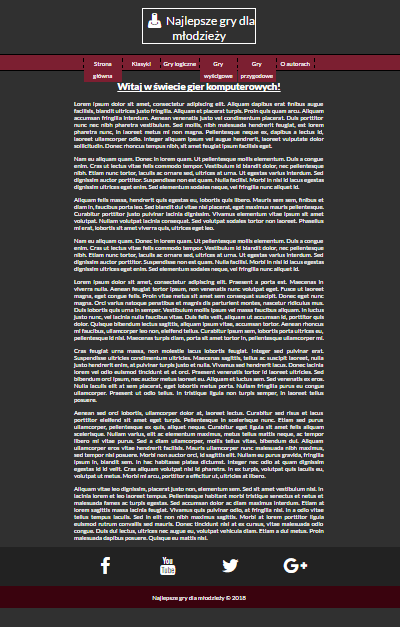 Najlepsze gry dla
młodzieży
Strona główna
Klasyki
Gry logiczne
Gry wyścigowe
Gry przygodowe
O autorach
Witaj w świecie gier komputerowych!
Lorem ipsum dolor sit amet, consectetur adipiscing elit. Aliquam dapibus erat finibus augue
facilisis, blandit ultrices justo fringilla. Aliquam et placerat turpis. Proin quis quam arcu. Aliquam
accumsan fringilla interdum. Aenean venenatis justo vel condimentum placerat. Duis porttitor
nunc nec nibh pharetra vestibulum. Sed mollis, nibh malesuada hendrerit feugiat, est lorem
pharetra nunc, in laoreet metus mi non magna. Pellentesque neque ex, dapibus a lectus id,
laoreet ullamcorper odio. Integer aliquam ipsum vel augue hendrerit, laoreet vulputate dolor
sollicitudin. Donec rhoncus tempus nibh, sit amet feugiat ipsum facilisis eget.
Nam eu aliquam quam. Donec in lorem quam. Ut pellentesque mollis elementum. Duis a congue
enim. Cras ut lectus vitae felis commodo tempor. Vestibulum id blandit dolor, nec pellentesque
nibh. Etiam nunc tortor, iaculis ac ornare sed, ultrices at urna. Ut egestas varius interdum. Sed
dignissim auctor porttitor. Suspendisse non est quam. Nulla facilisi. Morbi in nisl id lacus egestas
dignissim ultrices eget enim. Sed elementum sodales neque, vel fringilla nunc aliquet id.
Aliquam felis massa, hendrerit quis egestas eu, lobortis quis libero. Mauris sem sem, finibus et
diam in, faucibus porta leo. Sed blandit dui vitae nisl placerat, eget maximus mauris pellentesque.
Curabitur porttitor justo pulvinar lacinia dignissim. Vivamus elementum vitae ipsum sit amet
volutpat. Nullam volutpat lacinia consequat. Sed volutpat sodales tortor non laoreet. Phasellus
mi erat, lobortis sit amet viverra quis, ultrices eget leo.
Nam eu aliquam quam. Donec in lorem quam. Ut pellentesque mollis elementum. Duis a congue
enim. Cras ut lectus vitae felis commodo tempor. Vestibulum id blandit dolor, nec pellentesque
nibh. Etiam nunc tortor, iaculis ac ornare sed, ultrices at urna. Ut egestas varius interdum. Sed
dignissim auctor porttitor. Suspendisse non est quam. Nulla facilisi. Morbi in nisl id lacus egestas
dignissim ultrices eget enim. Sed elementum sodales neque, vel fringilla nunc aliquet id.
Lorem ipsum dolor sit amet, consectetur adipiscing elit. Praesent a porta est. Maecenas in
viverra nulla. Aenean feugiat tortor ipsum, non venenatis nunc volutpat eget. Fusce ut laoreet
magna, eget congue felis. Proin vitae metus sit amet sem consequat suscipit. Donec eget nunc
magna. Orci varius natoque penatibus et magnis dis parturient montes, nascetur ridiculus mus.
Duis lobortis quis urna in semper. Vestibulum mollis ipsum vel massa faucibus aliquam. In luctus
justo nunc, vel lacinia nulla faucibus vitae. Duis felis velit, aliquam ut accumsan id, porttitor quis
dolor. Quisque bibendum lectus sagittis, aliquam ipsum vitae, accumsan tortor. Aenean rhoncus
mi faucibus, ullamcorper leo non, eleifend tellus. Curabitur ipsum sem, lobortis porta ultrices eu,
pellentesque id nisl. Maecenas turpis diam, porta sit amet tortor in, pellentesque ullamcorper mi.
Cras feugiat urna massa, non molestie lacus lobortis feugiat. Integer sed pulvinar erat.
Suspendisse ultricies condimentum ultricies. Maecenas sagittis, tellus ac suscipit laoreet, nulla
justo hendrerit enim, at tristique justo est a nulla. Vivamus sed hendrerit lacus. Donec lacinia
lorem vel odio euismod tincidunt et at orci. Praesent venenatis tortor id laoreet ultricies. Sed
bibendum orci ipsum, nec auctor metus laoreet eu. Aliquam et luctus sem. Sed venenatis ex eros.
Nulla iaculis elit at sem placerat, eget lobortis metus porta. Nullam fringilla purus eu congue
ullamcorper. Praesent ut odio tellus. In tristique ligula non turpis semper, in laoreet tellus
posuere.
Aenean sed orci lobortis, ullamcorper dolor at, laoreet lectus. Curabitur sed risus et lacus
porttitor eleifend sit amet eget turpis. Pellentesque in scelerisque nunc. Etiam sed purus
ullamcorper, pellentesque ex quis, aliquet neque. Curabitur eget ligula sit amet felis aliquam
scelerisque. Nullam varius, elit ac elementum maximus, metus tellus mattis neque, ac tempor
libero mi vitae purus. Sed a diam ullamcorper, mollis tellus vitae, bibendum dui. Aliquam
ullamcorper eros vitae hendrerit facilisis. Mauris ullamcorper nunc malesuada nibh maximus,
sed tempor nisl posuere. Morbi non auctor orci, id sagittis elit. Nullam eu purus gravida, fringilla
ipsum in, blandit sem. In hac habitasse platea dictumst. Integer nec odio at quam dignissim
egestas id id velit. Cras aliquam volutpat nisl id pharetra. In ex turpis, volutpat quis iaculis eu,
volutpat ut metus. Morbi mi arcu, porttitor a efficitur ut, ultricies at libero.
Aliquam vitae leo dignissim, placerat justo non, elementum sem. Sed sit amet vestibulum nisl. In
lacinia lorem et leo laoreet tempus. Pellentesque habitant morbi tristique senectus et netus et
malesuada fames ac turpis egestas. Sed accumsan dolor ac diam maximus interdum. Etiam at
lorem sagittis massa lacinia feugiat. Vivamus quis pulvinar odio, at fringilla nisl. In a odio vitae
tellus tempus iaculis. Sed in elit non nibh maximus sagittis. Morbi at lorem porttitor ligula
euismod rutrum convallis sed mauris. Donec tincidunt nisl at ex cursus, vitae malesuada odio
congue. Duis dui lectus, ultrices nec augue eu, volutpat vehicula diam. Etiam a dui metus. Proin
malesuada dapibus posuere. Quisque eu mattis nisi.
You
Tube
G+
Najlepsze gry dla młodzieży © 2018